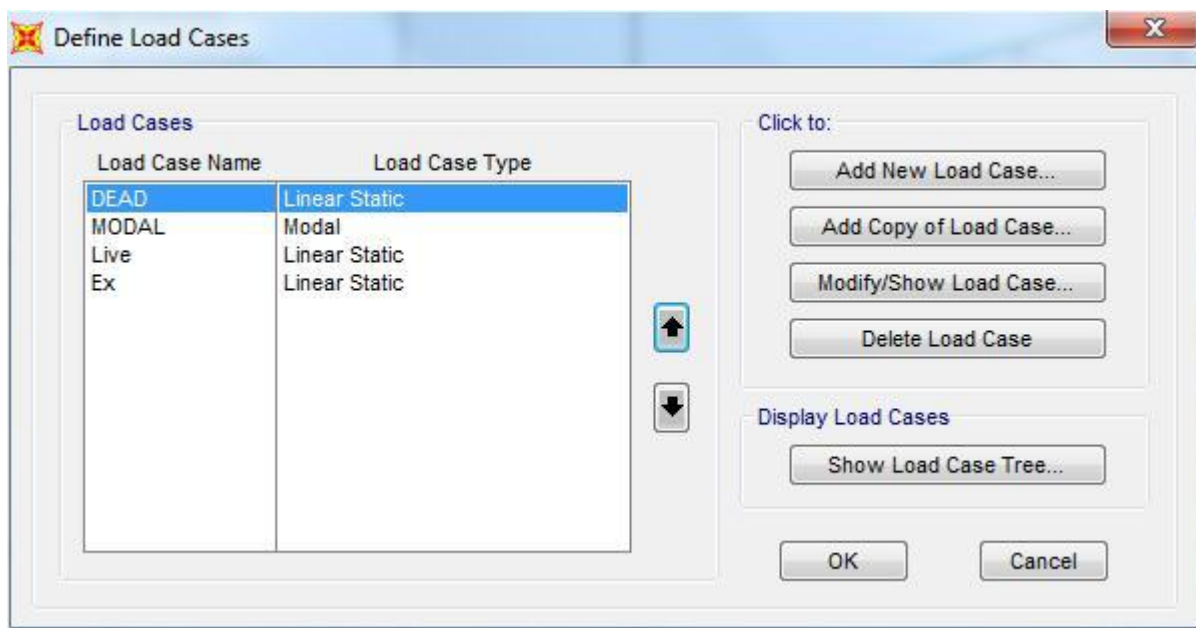 Define Load Cases
Load Cases
Load Case Name Load Case Type
DEAD Linear Static
MODAL Modal
Live Linear Static
Ex Linear Static
Click to:
Add New Load Case...
Add Copy of Load Case...
Modify/Show Load Case...
Delete Load Case
Display Load Cases
Show Load Case Tree...
OK Cancel